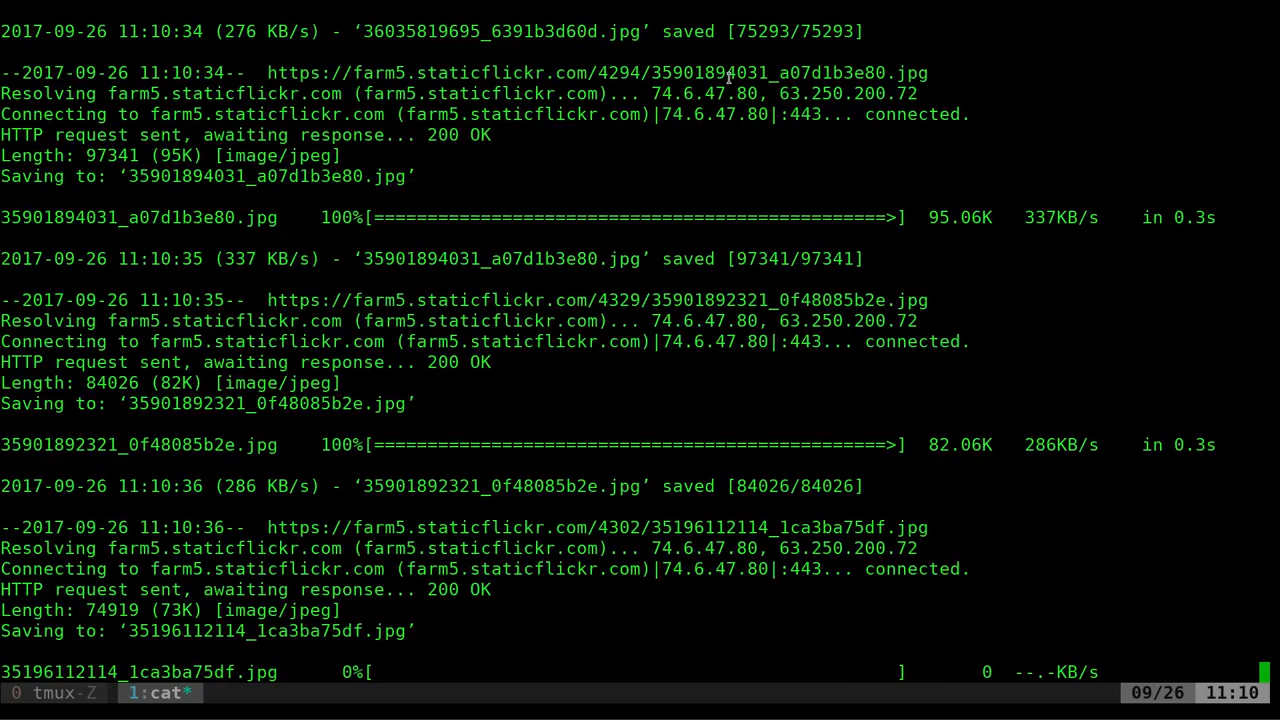 2017-09-26 11:10:34 (276 KB/s) - ‘36035819695_6391b3d60d.jpg’ saved [75293/75293]
--2017-09-26 11:10:34--  https://farm5.staticflickr.com/4294/35901894031_a07d1b3e80.jpg
Resolving farm5.staticflickr.com (farm5.staticflickr.com)... 74.6.47.80, 63.250.200.72
Connecting to farm5.staticflickr.com (farm5.staticflickr.com)|74.6.47.80|:443... connected.
HTTP request sent, awaiting response... 200 OK
Length: 97341 (95K) [image/jpeg]
Saving to: ‘35901894031_a07d1b3e80.jpg’
35901894031_a07d1b3e80.jpg    100%[================================================>]  95.06K   337KB/s    in 0.3s
2017-09-26 11:10:35 (337 KB/s) - ‘35901894031_a07d1b3e80.jpg’ saved [97341/97341]
--2017-09-26 11:10:35--  https://farm5.staticflickr.com/4329/35901892321_0f48085b2e.jpg
Resolving farm5.staticflickr.com (farm5.staticflickr.com)... 74.6.47.80, 63.250.200.72
Connecting to farm5.staticflickr.com (farm5.staticflickr.com)|74.6.47.80|:443... connected.
HTTP request sent, awaiting response... 200 OK
Length: 84026 (82K) [image/jpeg]
Saving to: ‘35901892321_0f48085b2e.jpg’
35901892321_0f48085b2e.jpg    100%[================================================>]  82.06K   286KB/s    in 0.3s
2017-09-26 11:10:36 (286 KB/s) - ‘35901892321_0f48085b2e.jpg’ saved [84026/84026]
--2017-09-26 11:10:36--  https://farm5.staticflickr.com/4302/35196112114_1ca3ba75df.jpg
Resolving farm5.staticflickr.com (farm5.staticflickr.com)... 74.6.47.80, 63.250.200.72
Connecting to farm5.staticflickr.com (farm5.staticflickr.com)|74.6.47.80|:443... connected.
HTTP request sent, awaiting response... 200 OK
Length: 74919 (73K) [image/jpeg]
Saving to: ‘35196112114_1ca3ba75df.jpg’
35196112114_1ca3ba75df.jpg      0%[                                                 ]       0  --.-KB/s
0 tmux-Z  1:cat*  09/26  11:10